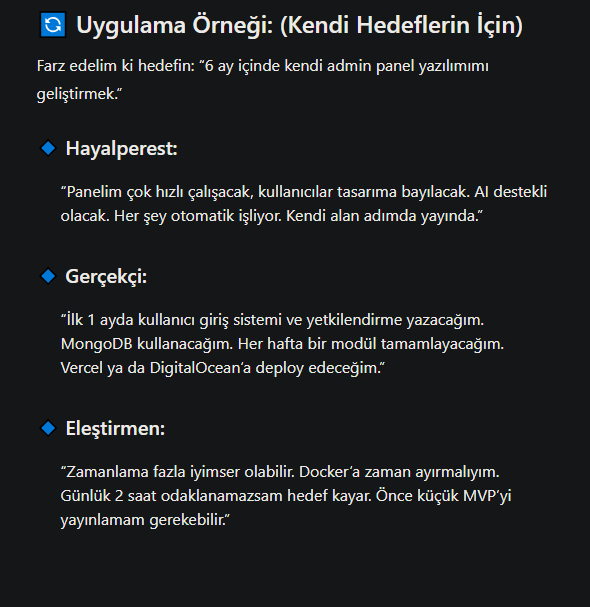 🔄 Uygulama Örneği: (Kendi Hedeflerin İçin)
Farz edelim ki hedefin: “6 ay içinde kendi admin panel yazılımımı
geliştirmek.”
🔹 Hayalperest:
“Panelim çok hızlı çalışacak, kullanıcılar tasarıma bayılacak. AI destekli
olacak. Her şey otomatik işliyor. Kendi alan adımda yayında.”
🔹 Gerçekçi:
“İlk 1 ayda kullanıcı giriş sistemi ve yetkilendirme yazacağım.
MongoDB kullanacağım. Her hafta bir modül tamamlayacağım.
Vercel ya da DigitalOcean’a deploy edeceğim.”
🔹 Eleştirmen:
“Zamanlama fazla iyimser olabilir. Docker’a zaman ayırmalıyım.
Günlük 2 saat odaklanamazsam hedef kayar. Önce küçük MVP’yi
yayınlamam gerekebilir.”